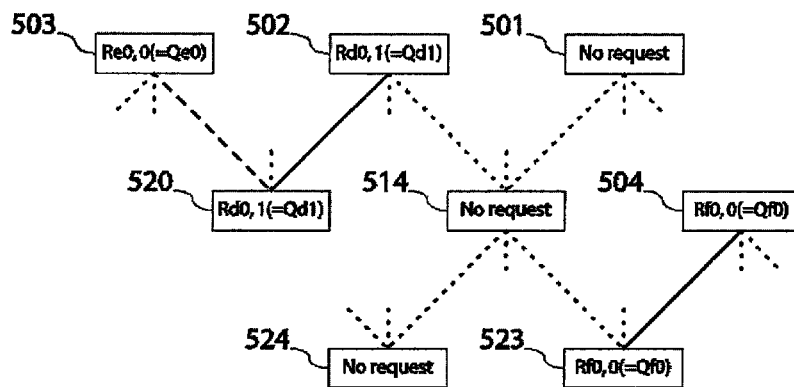 503 502 501
Re0, 0(=Qe0) Rd0, 1(=Qd1) No request
520 514 504
Rd0, 1(=Qd1) No request Rf0, 0(=Qf0)
524 523
No request Rf0, 0(=Qf0)